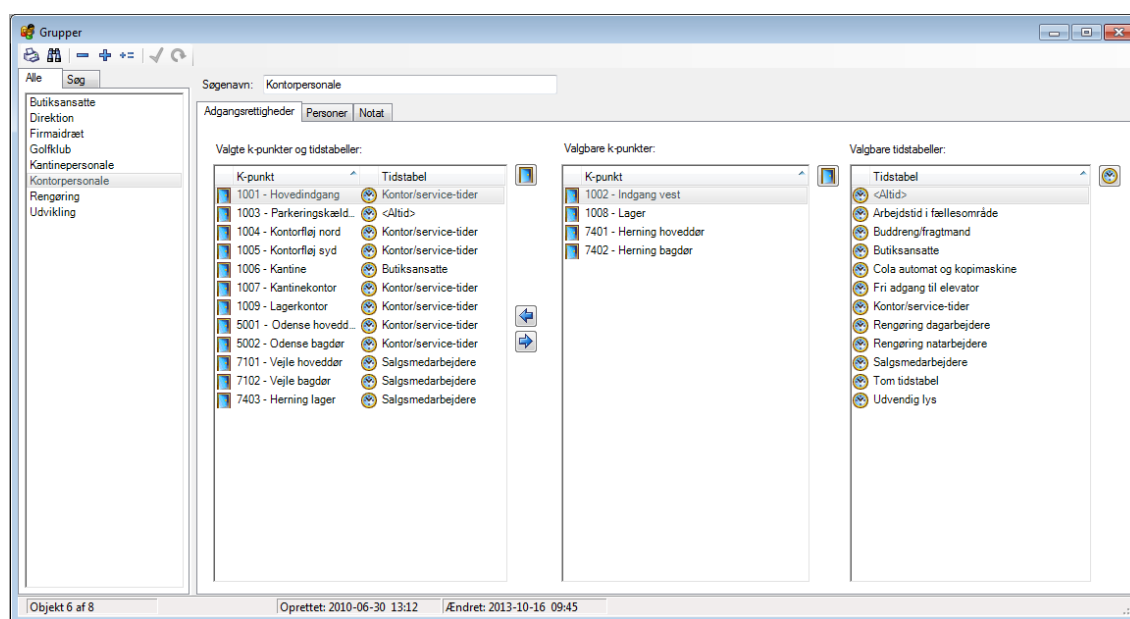 Grupper
Alle Søg
Butiksansatte
Direktion
Firmaidræt
Golfklub
Kantinepersonale
Kontorpersonale
Rengøring
Udvikling
Søgenavn: Kontorpersonale
Adgangsrettigheder Personer Notat
Valgte k-punkter og tidstabeller:
K-punkt Tidstabel
1001 - Hovedindgang Kontor/service-tider
1003 - Parkeringskæld... <Altid>
1004 - Kontorfløj nord Kontor/service-tider
1005 - Kontorfløj syd Kontor/service-tider
1006 - Kantine Butiksansatte
1007 - Kantinekontor Kontor/service-tider
1009 - Lagerkontor Kontor/service-tider
5001 - Odense hovedd... Kontor/service-tider
5002 - Odense bagdør Kontor/service-tider
7101 - Vejle hoveddør Salgsmedarbejdere
7102 - Vejle bagdør Salgsmedarbejdere
7403 - Herning lager Salgsmedarbejdere
Valgbare k-punkter:
K-punkt
1002 - Indgang vest
1008 - Lager
7401 - Herning hoveddør
7402 - Herning bagdør
Valgbare tidstabeller:
Tidstabel
<Altid>
Arbejdstid i fællesområde
Buddreng/fragtmand
Butiksansatte
Cola automat og kopimaskine
Fri adgang til elevator
Kontor/service-tider
Rengøring dagarbejdere
Rengøring natarbejdere
Salgsmedarbejdere
Tom tidstabel
Udvendig lys
Objekt 6 af 8 Oprettet: 2010-06-30 13:12 Ændret: 2013-10-16 09:45